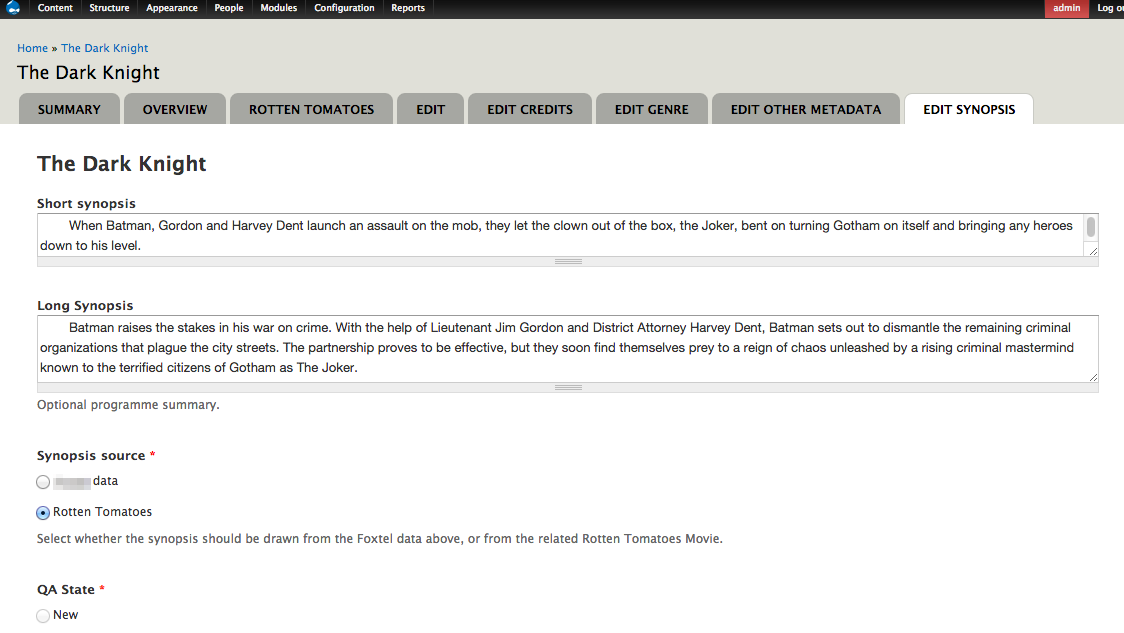 Content Structure Appearance People Modules Configuration Reports admin Log o
Home » The Dark Knight
The Dark Knight
SUMMARY OVERVIEW ROTTEN TOMATOES EDIT EDIT CREDITS EDIT GENRE EDIT OTHER METADATA EDIT SYNOPSIS
The Dark Knight
Short synopsis
When Batman, Gordon and Harvey Dent launch an assault on the mob, they let the clown out of the box, the Joker, bent on turning Gotham on itself and bringing any heroes
down to his level.
Long Synopsis
Batman raises the stakes in his war on crime. With the help of Lieutenant Jim Gordon and District Attorney Harvey Dent, Batman sets out to dismantle the remaining criminal
organizations that plague the city streets. The partnership proves to be effective, but they soon find themselves prey to a reign of chaos unleashed by a rising criminal mastermind
known to the terrified citizens of Gotham as The Joker.
Optional programme summary.
Synopsis source *
data
Rotten Tomatoes
Select whether the synopsis should be drawn from the Foxtel data above, or from the related Rotten Tomatoes Movie.
QA State *
New